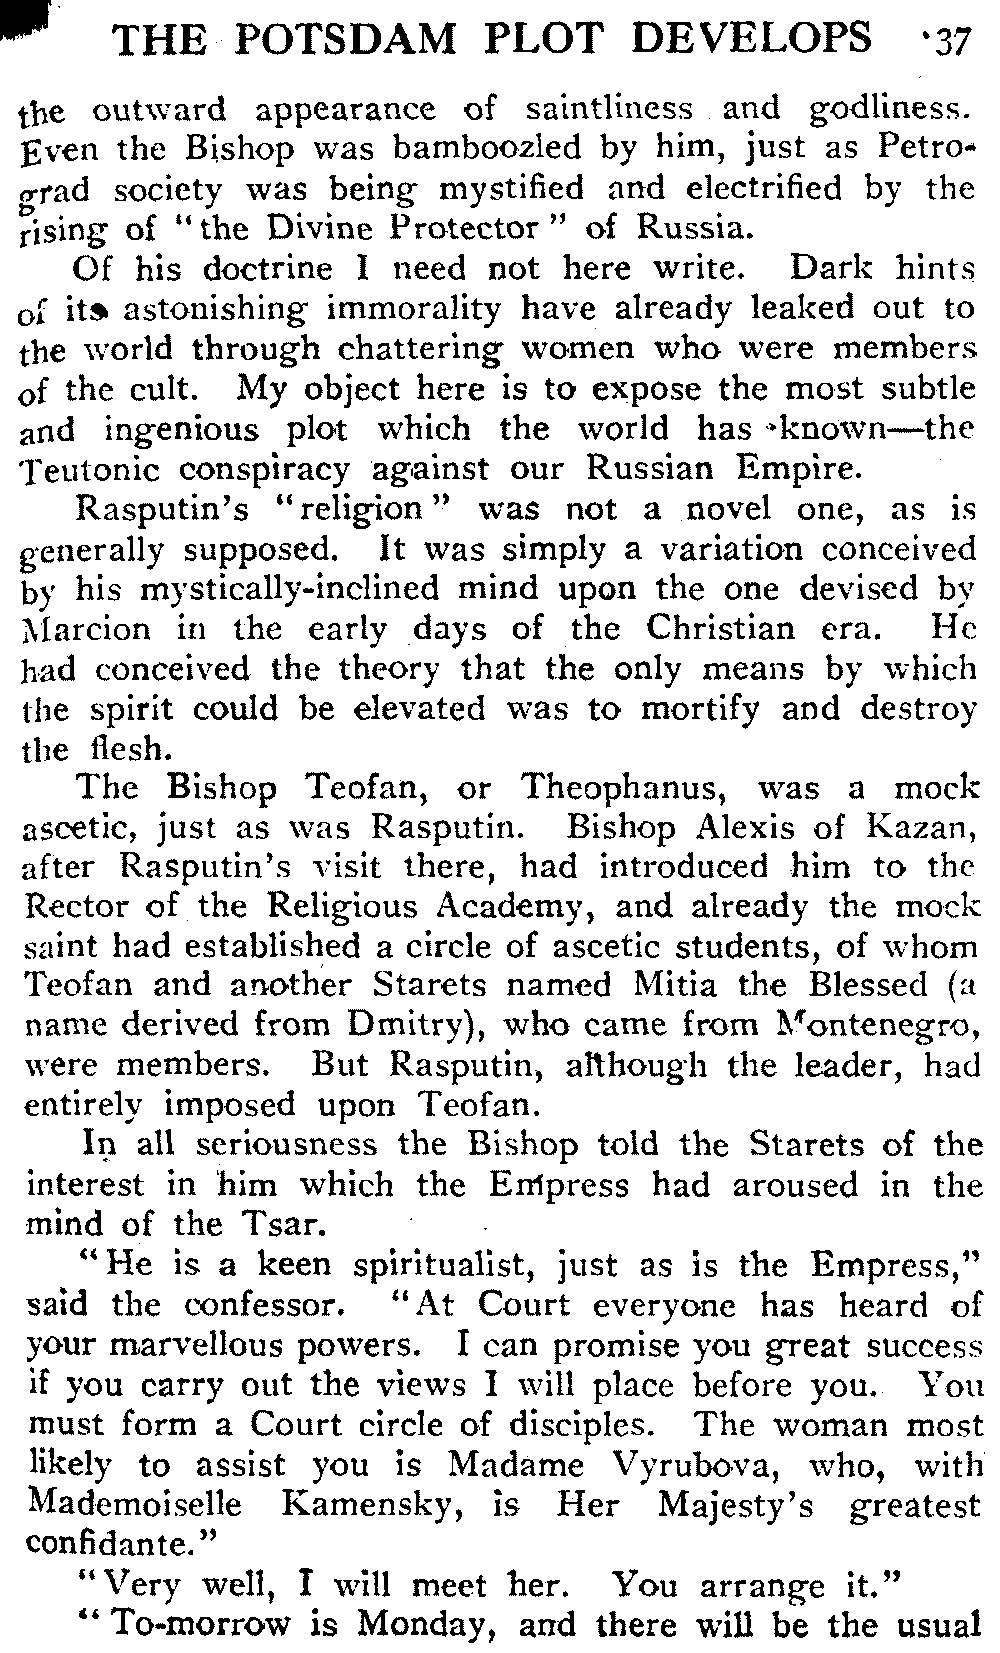 THE POTSDAM PLOT DEVELOPS 37
the outward appearance of saintliness and godliness.
Even the Bishop was bamboozled by him, just as Petro-
grad society was being mystified and electrified by the
rising of "the Divine Protector" of Russia.
Of his doctrine I need not here write. Dark hints
of its astonishing immorality have already leaked out to
the world through chattering women who were members
of the cult. My object here is to expose the most subtle
and ingenious plot which the world has known—the
Teutonic conspiracy against our Russian Empire.
Rasputin's "religion" was not a novel one, as is
generally supposed. It was simply a variation conceived
by his mystically-inclined mind upon the one devised by
Marcion in the early days of the Christian era. He
had conceived the theory that the only means by which
the spirit could be elevated was to mortify and destroy
the flesh.
The Bishop Teofan, or Theophanus, was a mock
ascetic, just as was Rasputin. Bishop Alexis of Kazan,
after Rasputin's visit there, had introduced him to the
Rector of the Religious Academy, and already the mock
saint had established a circle of ascetic students, of whom
Teofan and another Starets named Mitia the Blessed (a
name derived from Dmitry), who came from Montenegro,
were members. But Rasputin, although the leader, had
entirely imposed upon Teofan.
In all seriousness the Bishop told the Starets of the
interest in him which the Empress had aroused in the
mind of the Tsar.
"He is a keen spiritualist, just as is the Empress,"
said the confessor. "At Court everyone has heard of
your marvellous powers. I can promise you great success
if you carry out the views I will place before you. You
must form a Court circle of disciples. The woman most
likely to assist you is Madame Vyrubova, who, with
Mademoiselle Kamensky, is Her Majesty's greatest
confidante."
"Very well, I will meet her. You arrange it."
"To-morrow is Monday, and there will be the usual